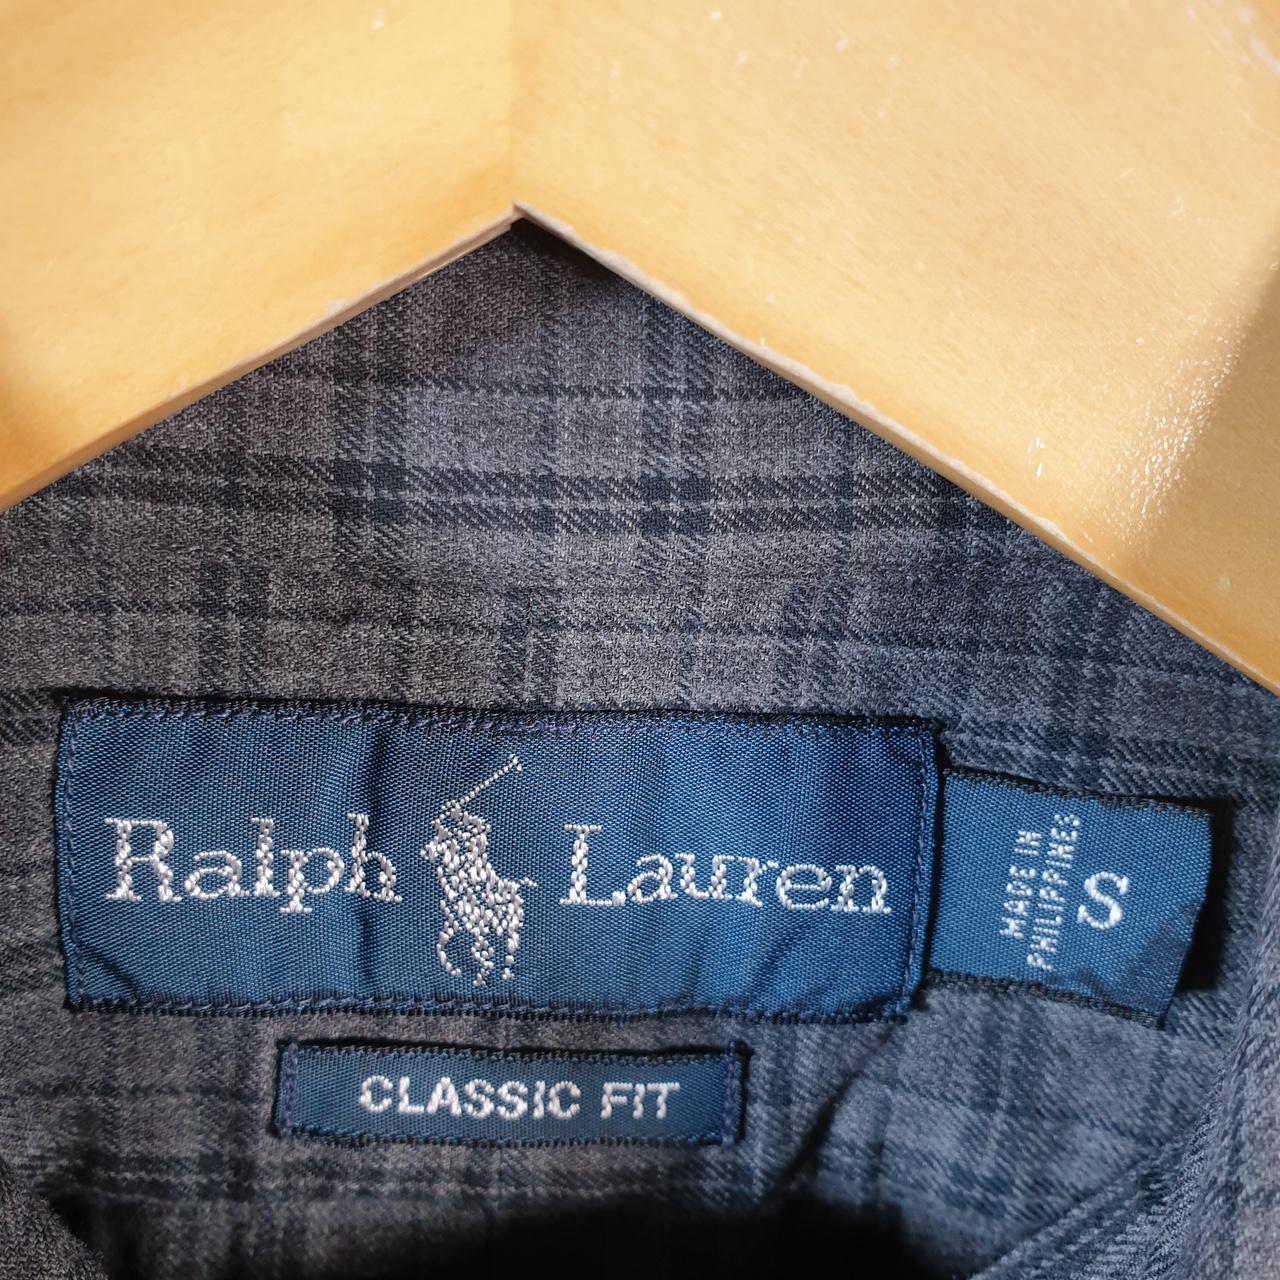 Ralph Lauren
MADE IN
PHILIPPINES
S
CLASSIC FIT